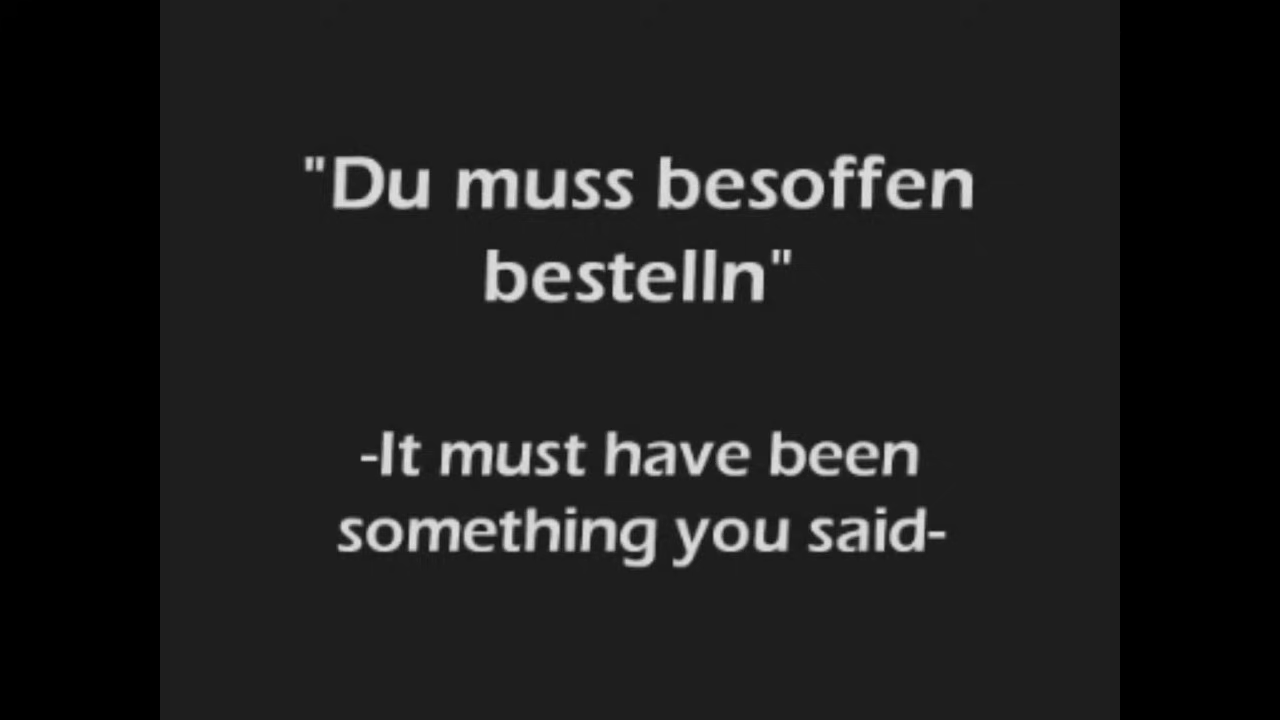 "Du muss besoffen
bestelln"
-It must have been
something you said-